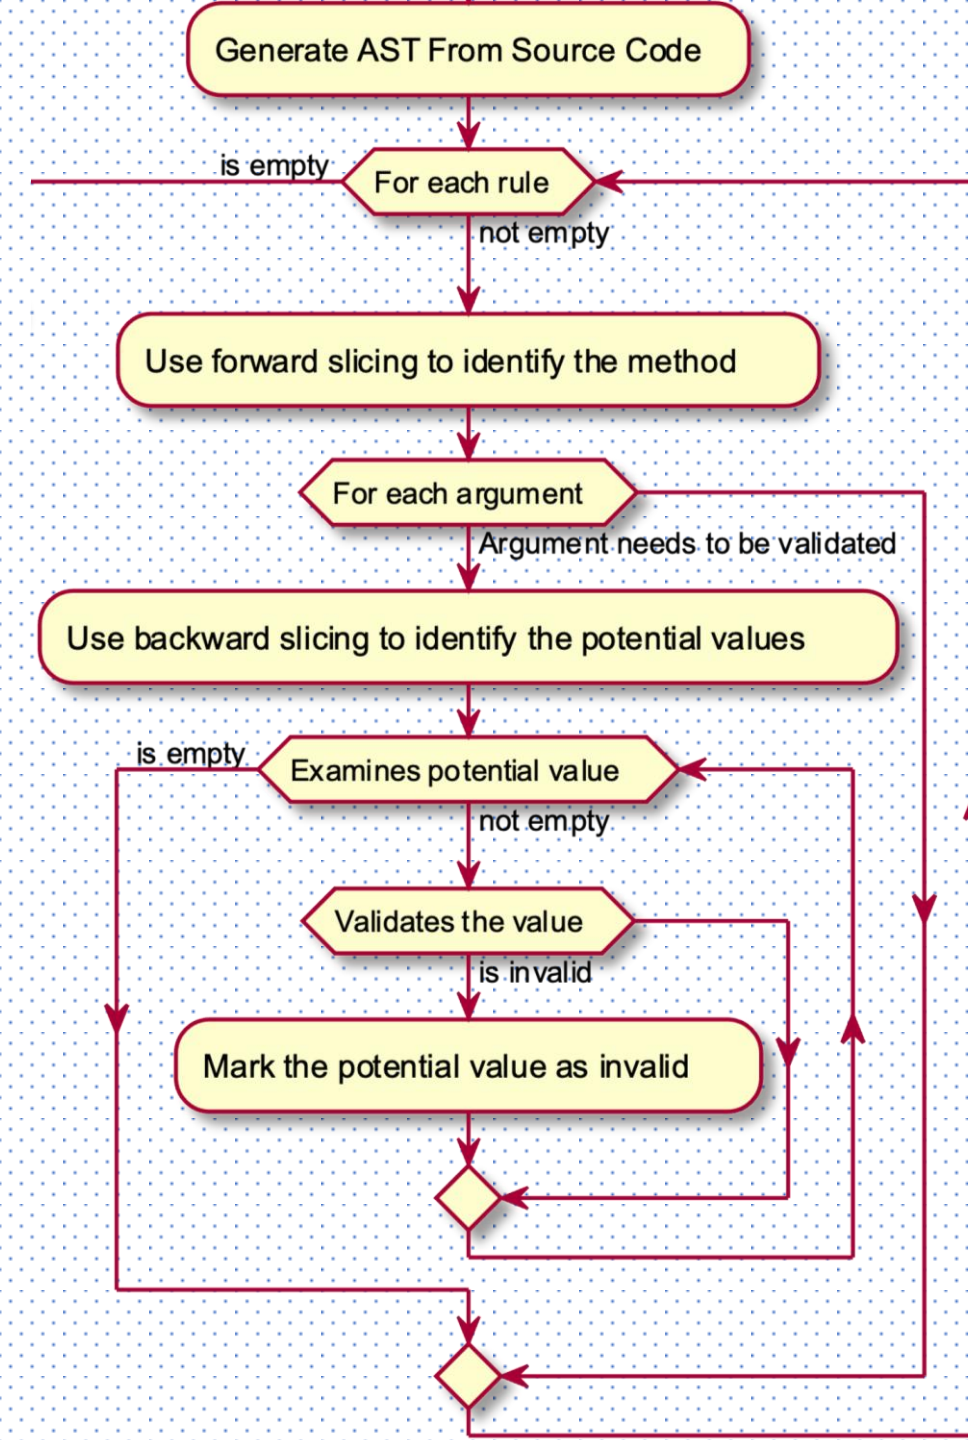 Generate AST From Source Code
is empty
For each rule
not empty
Use forward slicing to identify the method
For each argument
Argument needs to be validated
Use backward slicing to identify the potential values
is empty
Examines potential value
not empty
Validates the value
is invalid
Mark the potential value as invalid